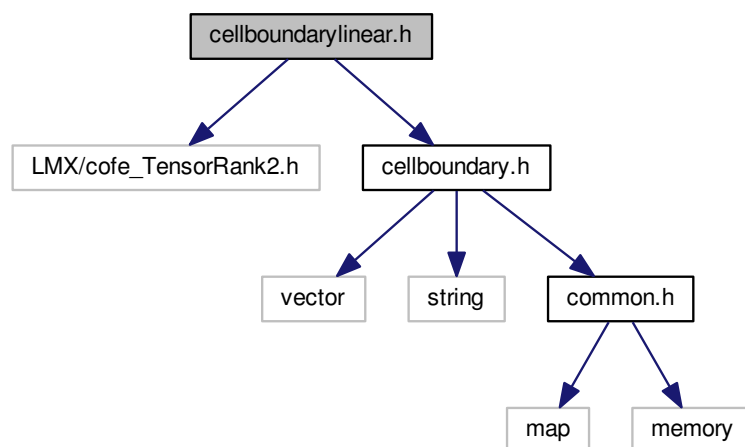 cellboundarylinear.h
LMX/cofe_TensorRank2.h
cellboundary.h
vector
string
common.h
map
memory